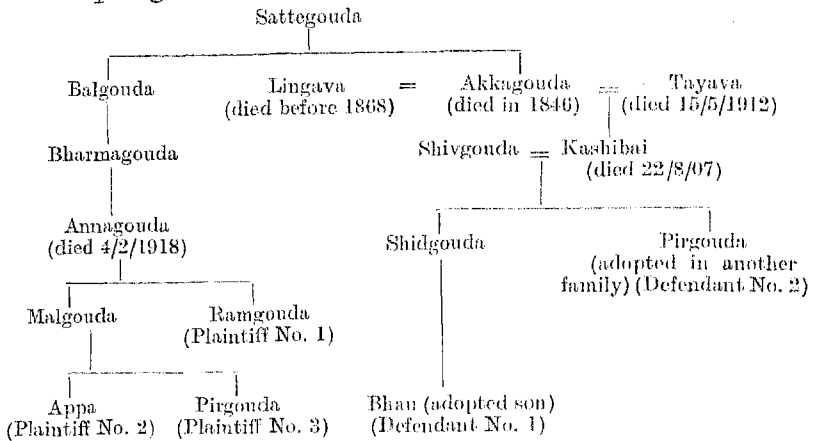 Sattegouda
Balgouda Lingava = Akkagouda = Tayava
(died before 1868) (died in 1846) (died 15/5/1912)
Bharmagouda Shivgouda = Kashibai
(died 22/8/07)
Annagouda Shidgouda Pirgouda
(died 4/2/1918) (adopted in another
family) (Defendant No. 2)
Malgouda Ramgouda
(Plaintiff No. 1)
Appa Pirgouda Bhau (adopted son)
(Plaintiff No. 2) (Plaintiff No. 3) (Defendant No. 1)